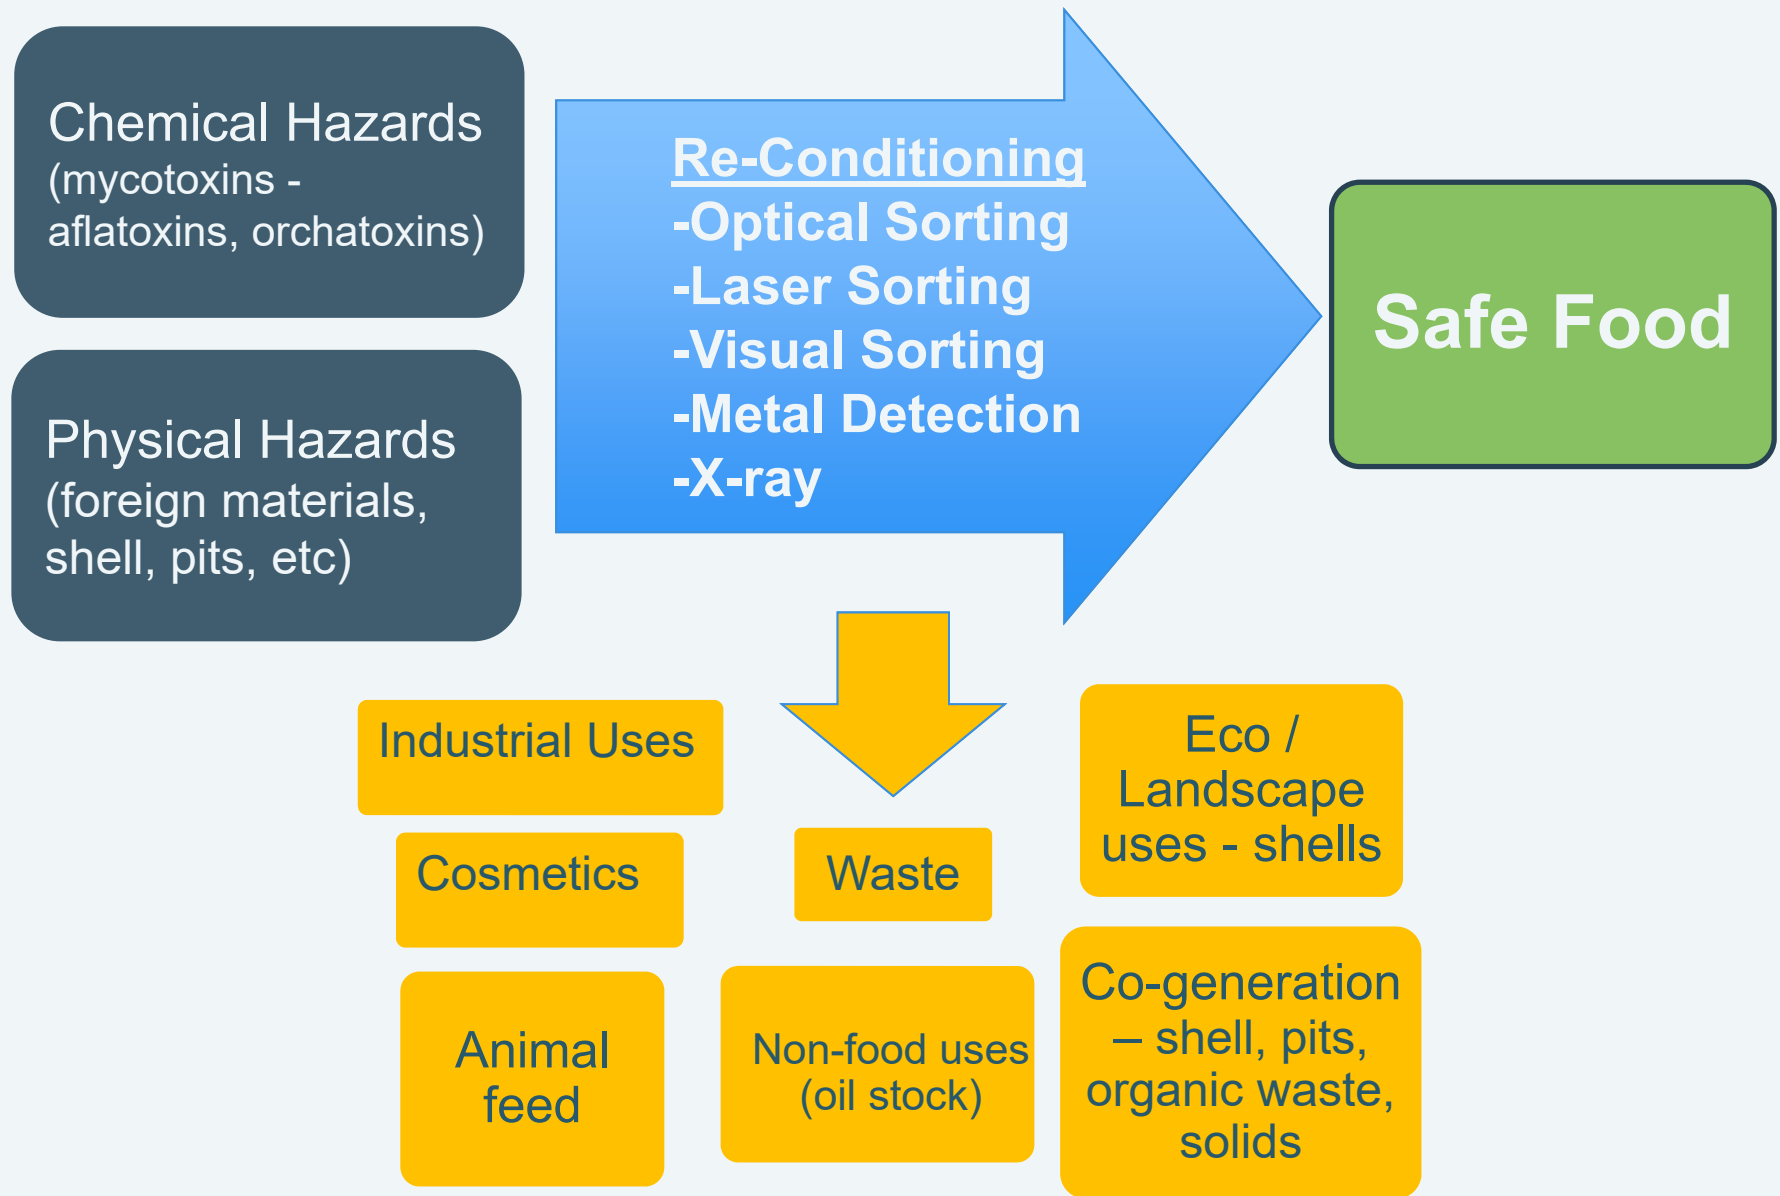 Chemical Hazards
(mycotoxins -
aflatoxins, orchatoxins)
Physical Hazards
(foreign materials,
shell, pits, etc)
Re-Conditioning
-Optical Sorting
-Laser Sorting
-Visual Sorting
-Metal Detection
-X-ray
Safe Food
Industrial Uses
Cosmetics
Animal
feed
Waste
Non-food uses
(oil stock)
Eco /
Landscape
uses - shells
Co-generation
– shell, pits,
organic waste,
solids